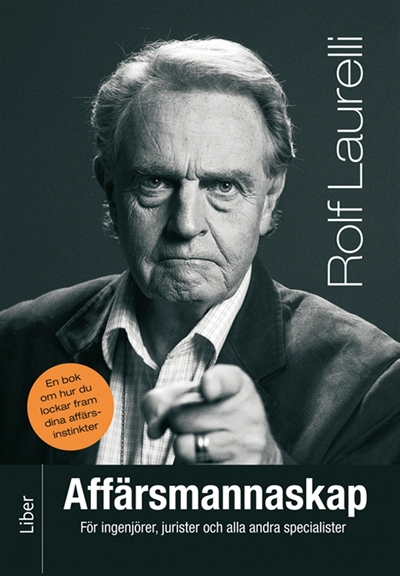 Rolf Laurelli
En bok
om hur du
lockar fram
dina affärs-
instinkter
Liber
Affärsmannaskap
För ingenjörer, jurister och alla andra specialister